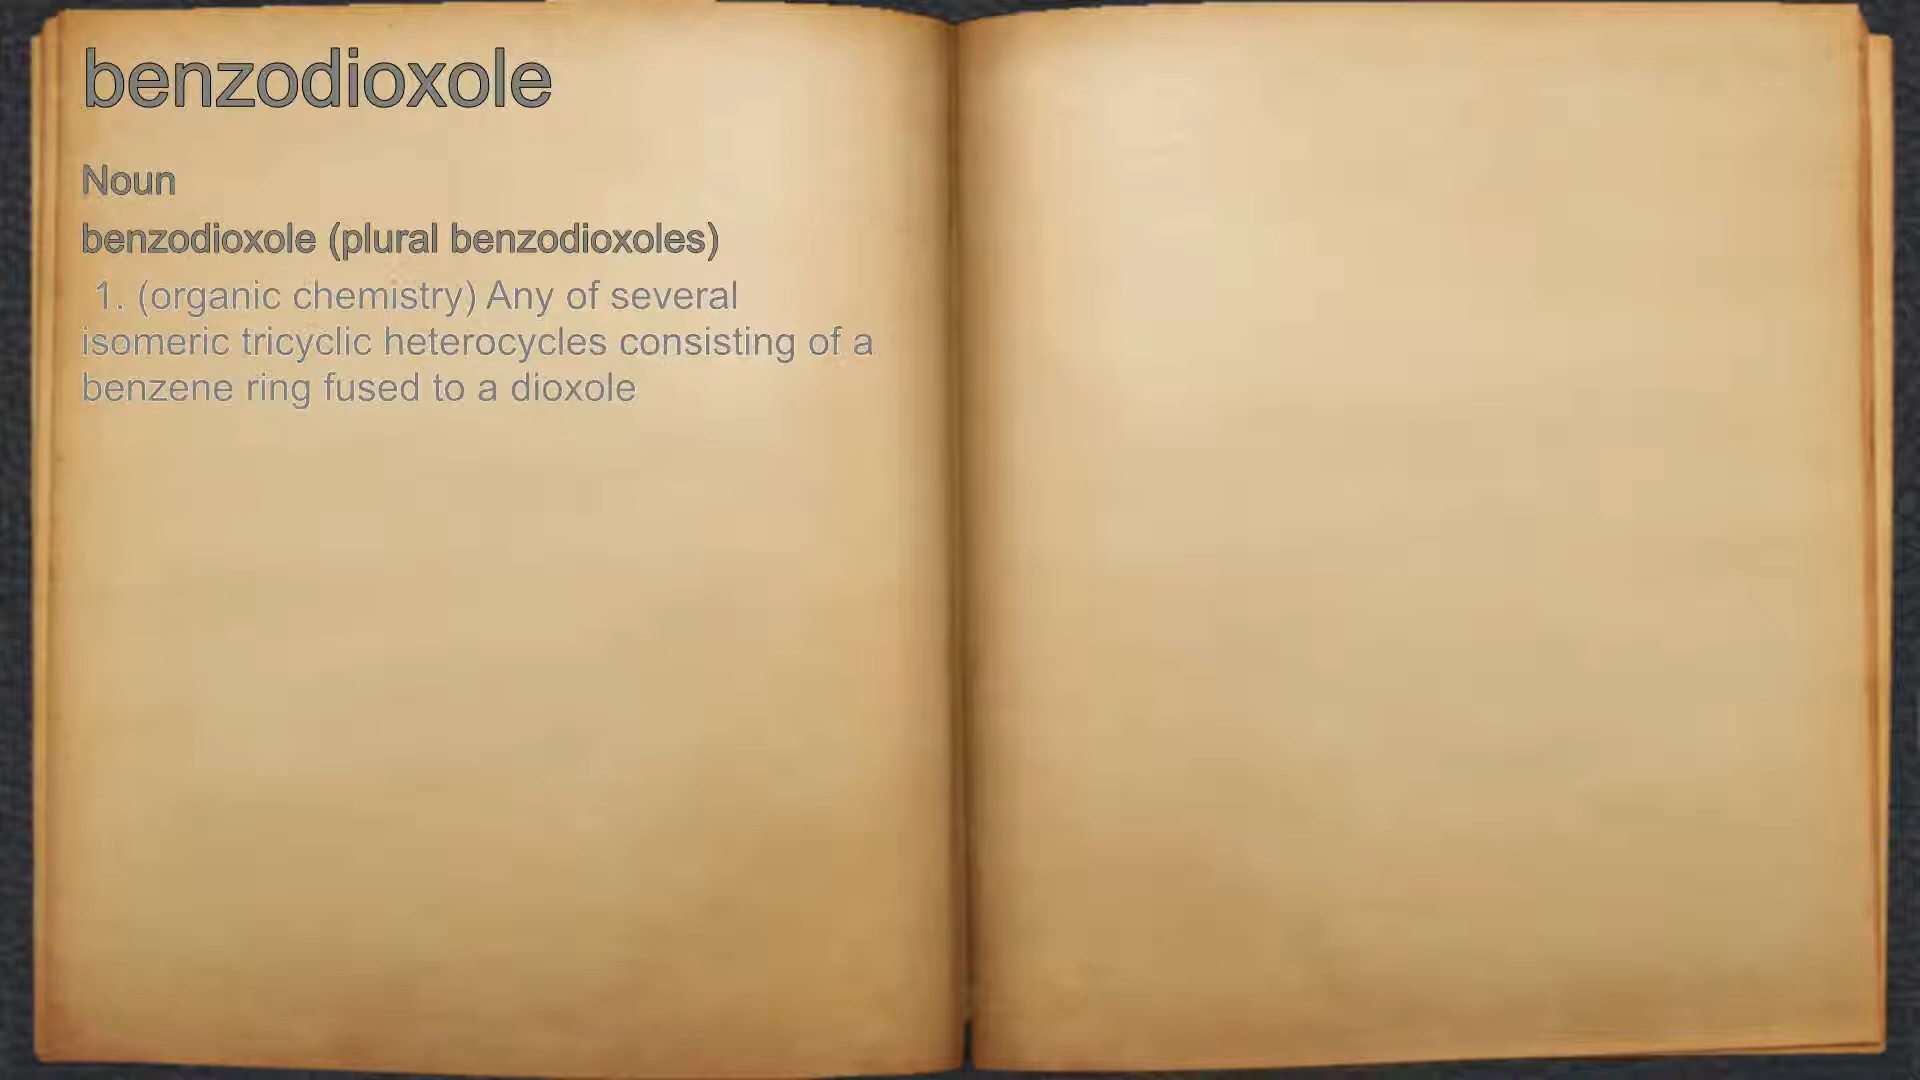 benzodioxole
Noun
benzodioxole (plural benzodioxoles)
1. (organic chemistry) Any of several
isomeric tricyclic heterocycles consisting of a
benzene ring fused to a dioxole